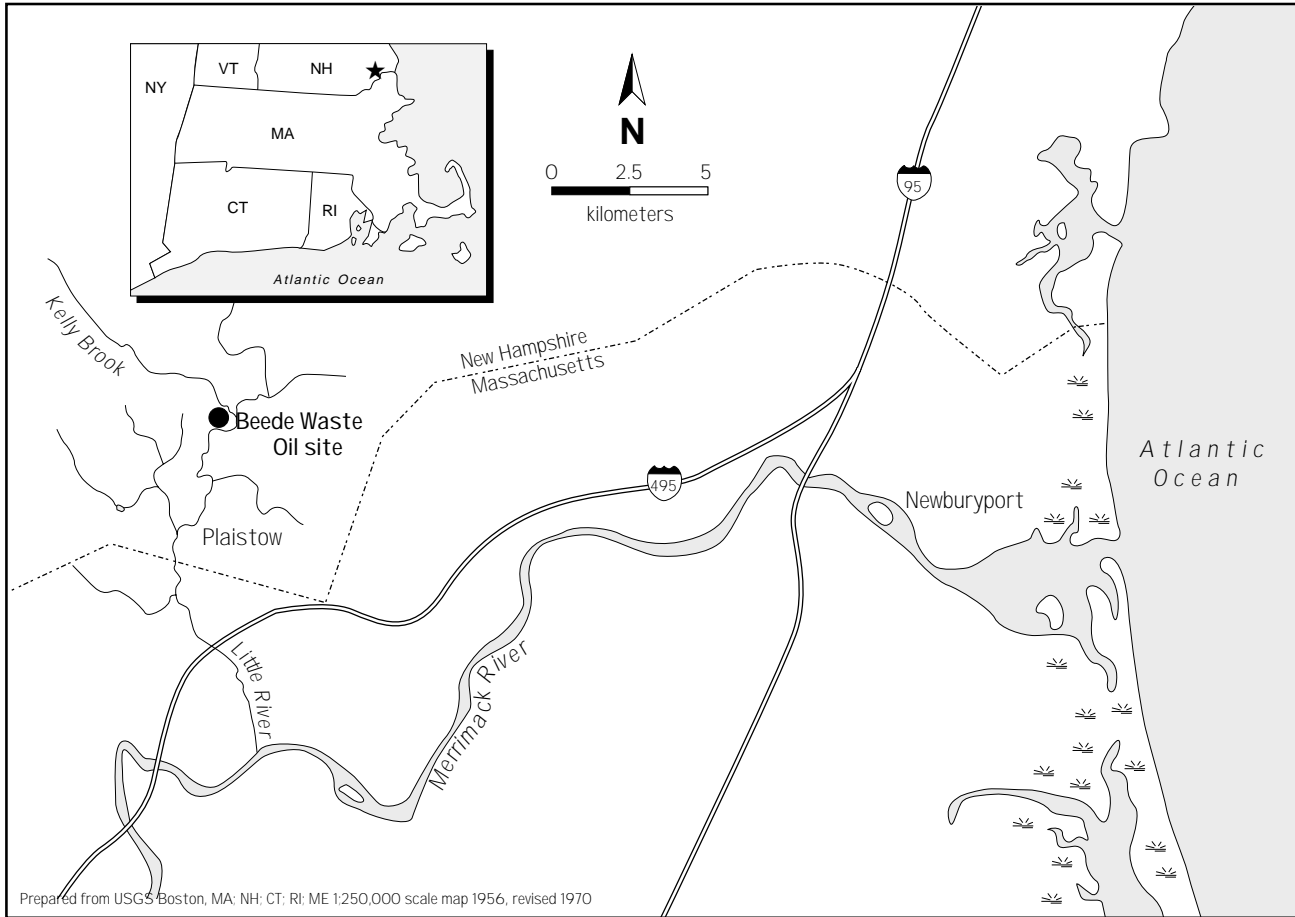 NY
VT
NH
MA
CT
RI
Atlantic Ocean
N
0 2.5 5
kilometers
95
Kelly Brook
New Hampshire
Massachusetts
Beede Waste
Oil site
495
Atlantic
Ocean
Newburyport
Plaistow
Little River
Merrimack River
Prepared from USGS Boston, MA; NH; CT; RI; ME 1:250,000 scale map 1956, revised 1970